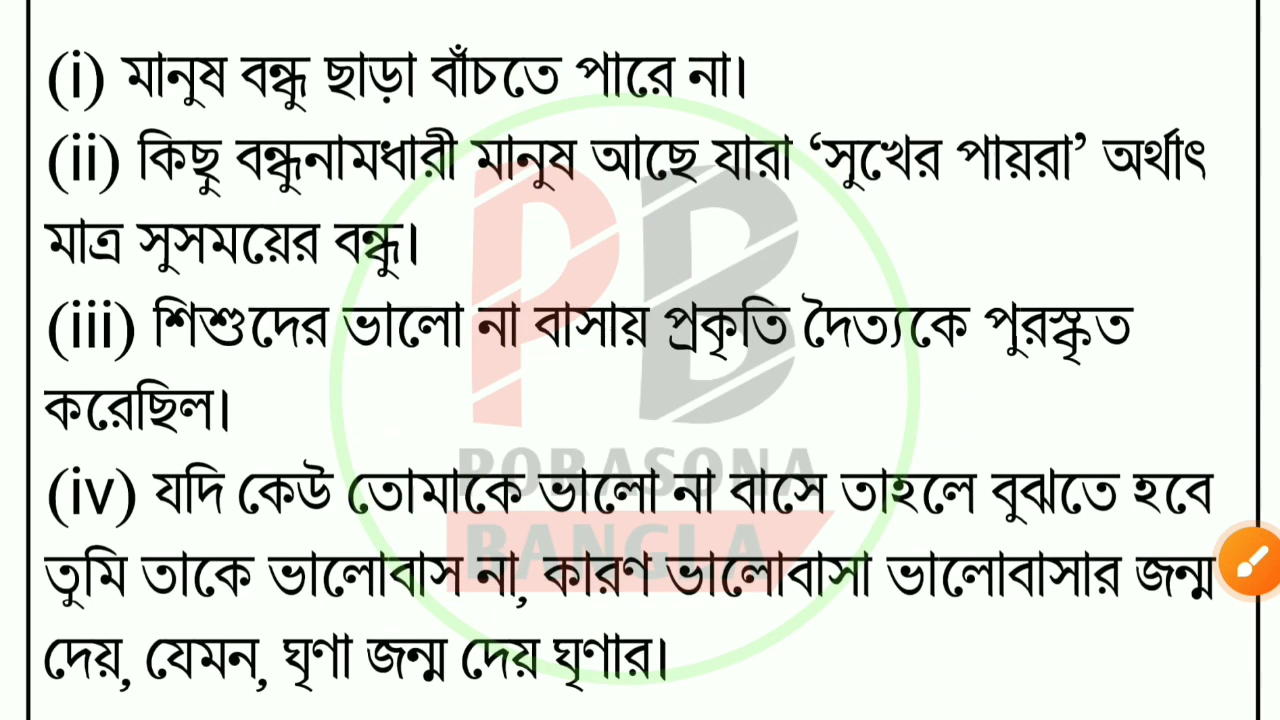 (i) মানুষ বন্ধু ছাড়া বাঁচতে পারে না।
(ii) কিছু বন্ধুনামধারী মানুষ আছে যারা ‘সুখের পায়রা’ অর্থাৎ
মাত্র সুসময়ের বন্ধু।
(iii) শিশুদের ভালো না বাসায় প্রকৃতি দৈত্যকে পুরস্কৃত
করেছিল।
(iv) যদি কেউ তোমাকে ভালো না বাসে তাহলে বুঝতে হবে
তুমি তাকে ভালোবাস না, কারণ ভালোবাসা ভালোবাসার জন্ম
দেয়, যেমন, ঘৃণা জন্ম দেয় ঘৃণার।
PB
PORASONA
BANGLA